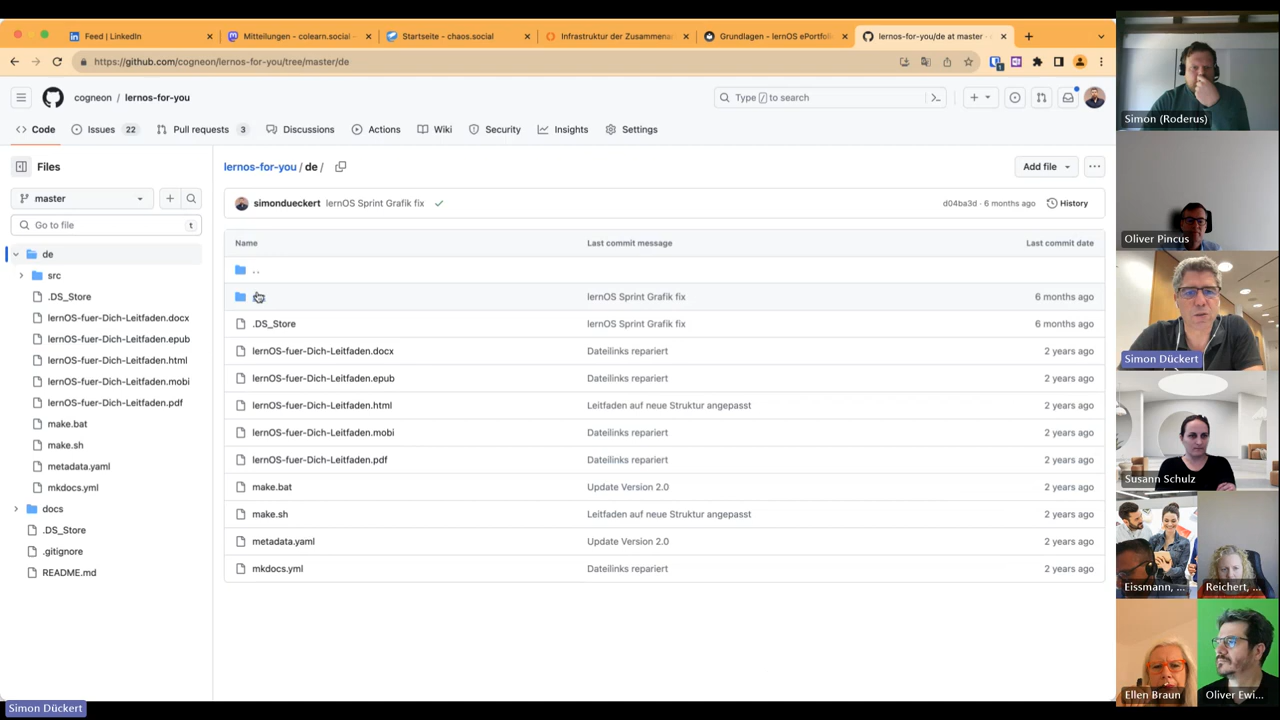 Feed | LinkedIn
Mitteilungen - colearn.social -
Startseite - chaos.social
Infrastruktur der Zusammena
Grundlagen – lernOS ePortfoli
lernos-for-you/de at master · c
https://github.com/cogneon/lernos-for-you/tree/master/de
cogneon / lernos-for-you
Type / to search
Code
Issues 22
Pull requests 3
Discussions
Actions
Wiki
Security
Insights
Settings
Files
master
Go to file
t
de
src
.DS_Store
lernOS-fuer-Dich-Leitfaden.docx
lernOS-fuer-Dich-Leitfaden.epub
lernOS-fuer-Dich-Leitfaden.html
lernOS-fuer-Dich-Leitfaden.mobi
lernOS-fuer-Dich-Leitfaden.pdf
make.bat
make.sh
metadata.yaml
mkdocs.yml
docs
.DS_Store
.gitignore
README.md
lernos-for-you / de /
Add file
simondueckert lernOS Sprint Grafik fix
d04ba3d · 6 months ago
History
Name Last commit message Last commit date
..
lernOS Sprint Grafik fix 6 months ago
.DS_Store lernOS Sprint Grafik fix 6 months ago
lernOS-fuer-Dich-Leitfaden.docx Dateilinks repariert 2 years ago
lernOS-fuer-Dich-Leitfaden.epub Dateilinks repariert 2 years ago
lernOS-fuer-Dich-Leitfaden.html Leitfaden auf neue Struktur angepasst 2 years ago
lernOS-fuer-Dich-Leitfaden.mobi Dateilinks repariert 2 years ago
lernOS-fuer-Dich-Leitfaden.pdf Dateilinks repariert 2 years ago
make.bat Update Version 2.0 2 years ago
make.sh Leitfaden auf neue Struktur angepasst 2 years ago
metadata.yaml Update Version 2.0 2 years ago
mkdocs.yml Dateilinks repariert 2 years ago
Simon (Roderus)
Oliver Pincus
Simon Dückert
Susann Schulz
Eissmann, ...
Reichert, ...
Ellen Braun
Oliver Ewi...
Simon Dückert